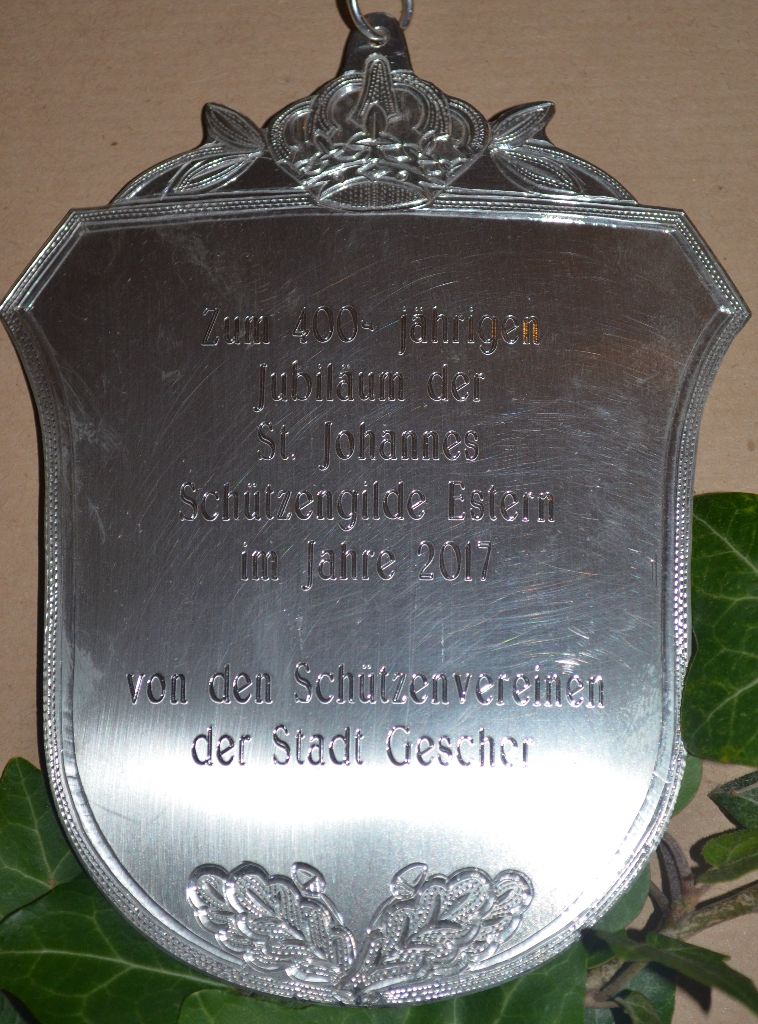 Zum 400- jährigen
Jubiläum der
St. Johannes
Schützengilde Estern
im Jahre 2017
von den Schützenvereinen
der Stadt Gescher